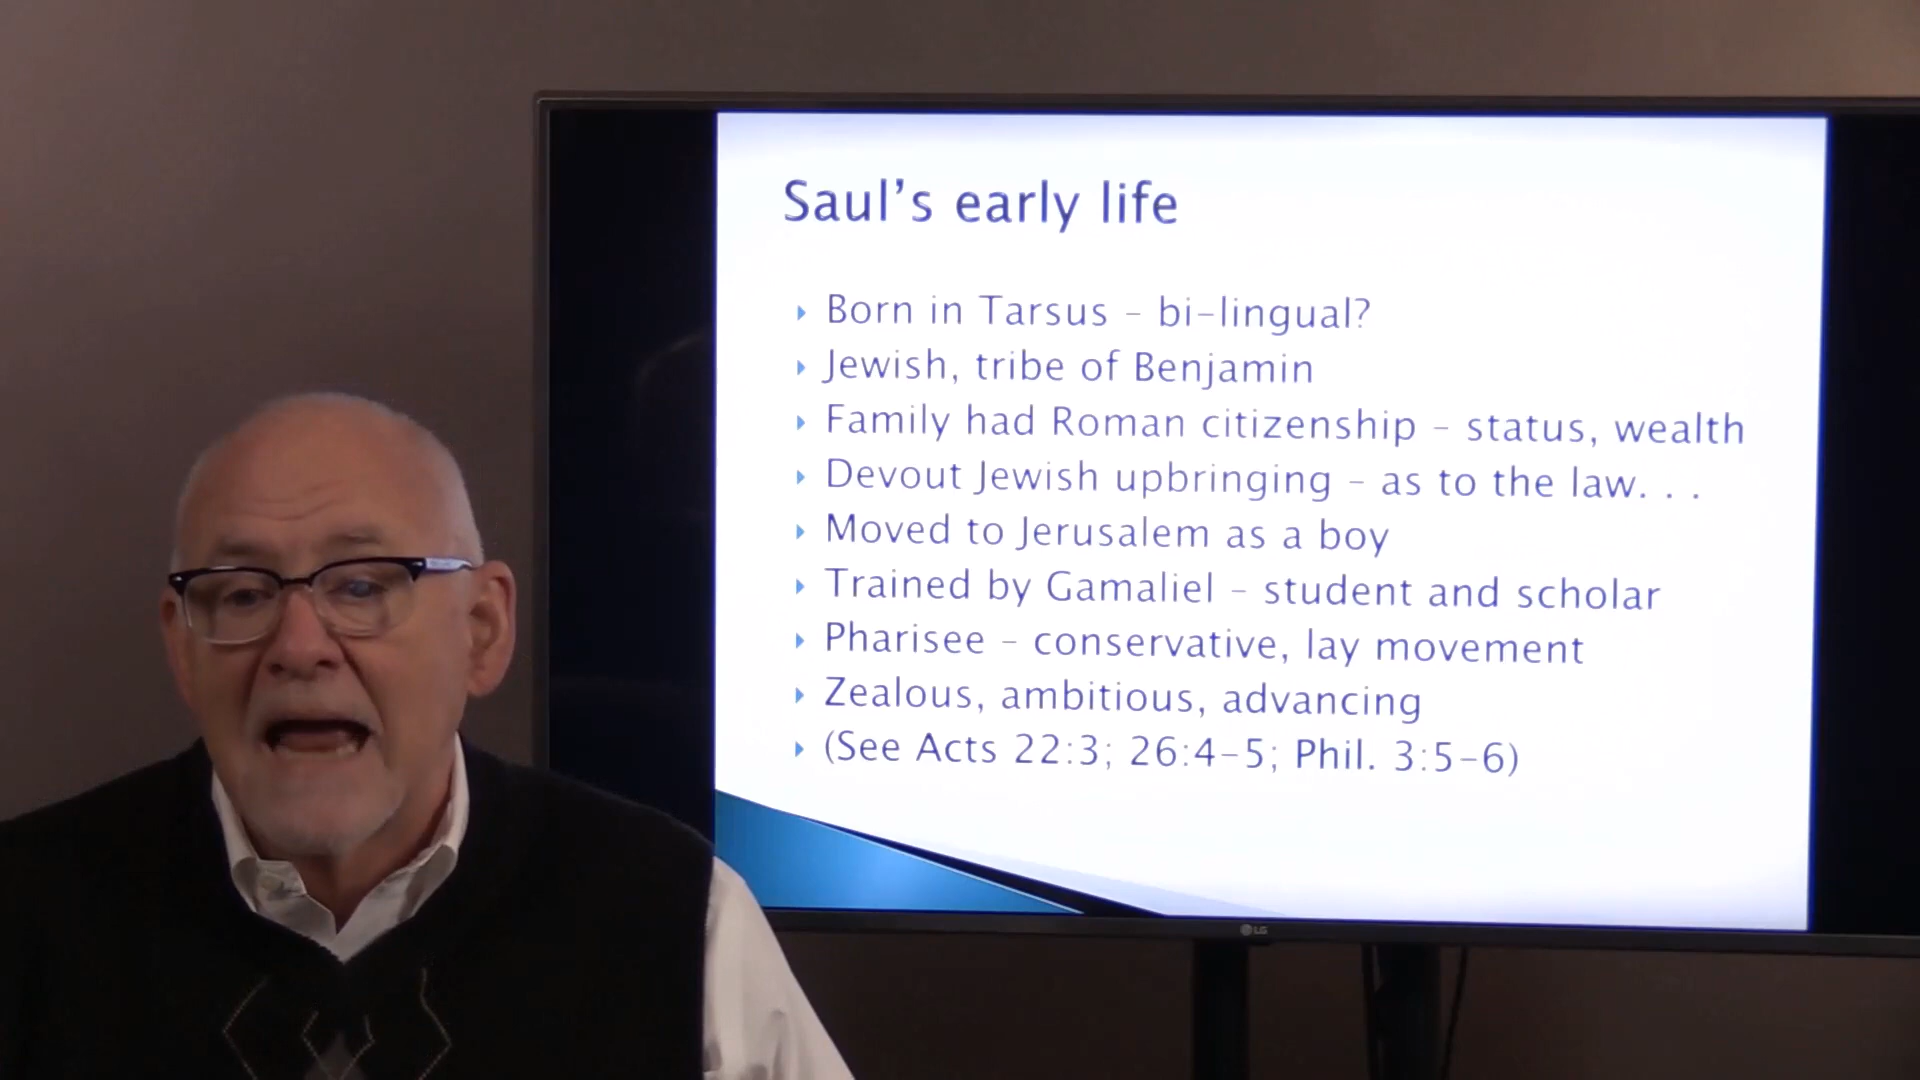 Saul’s early life
Born in Tarsus – bi-lingual?
Jewish, tribe of Benjamin
Family had Roman citizenship – status, wealth
Devout Jewish upbringing – as to the law. . .
Moved to Jerusalem as a boy
Trained by Gamaliel – student and scholar
Pharisee – conservative, lay movement
Zealous, ambitious, advancing
(See Acts 22:3; 26:4-5; Phil. 3:5-6)
LG